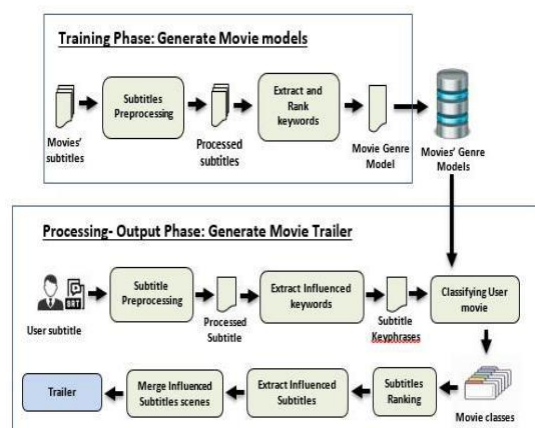 Training Phase: Generate Movie models
Movies'
subtitles
Subtitles
Preprocessing
Processed
subtitles
Extract and
Rank
keywords
Movie Genre
Model
Movies' Genre
Models
Processing- Output Phase: Generate Movie Trailer
SRT
User subtitle
Subtitle
Preprocessing
Processed
Subtitle
Extract Influenced
keywords
Subtitle
Keyphrases
Classifying User
movie
Movie classes
Subtitles
Ranking
Extract Influenced
Subtitles
Merge Influenced
Subtitles scenes
Trailer